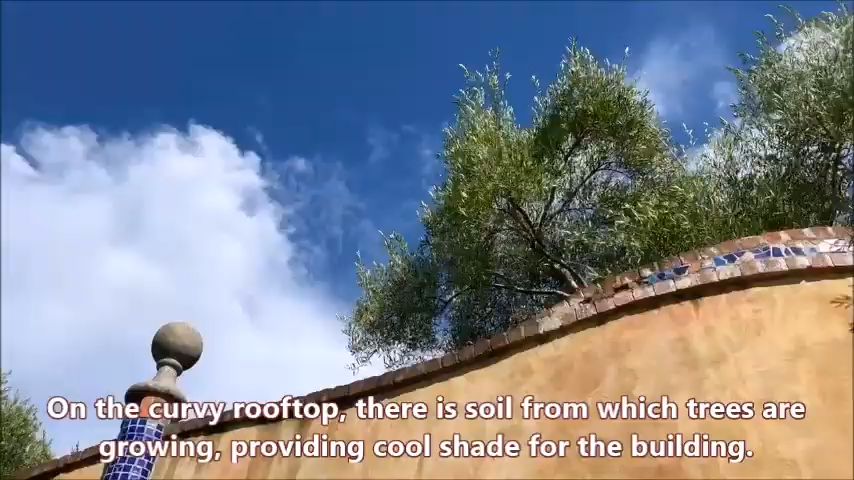 On the curvy rooftop, there is soil from which trees are
growing, providing cool shade for the building.